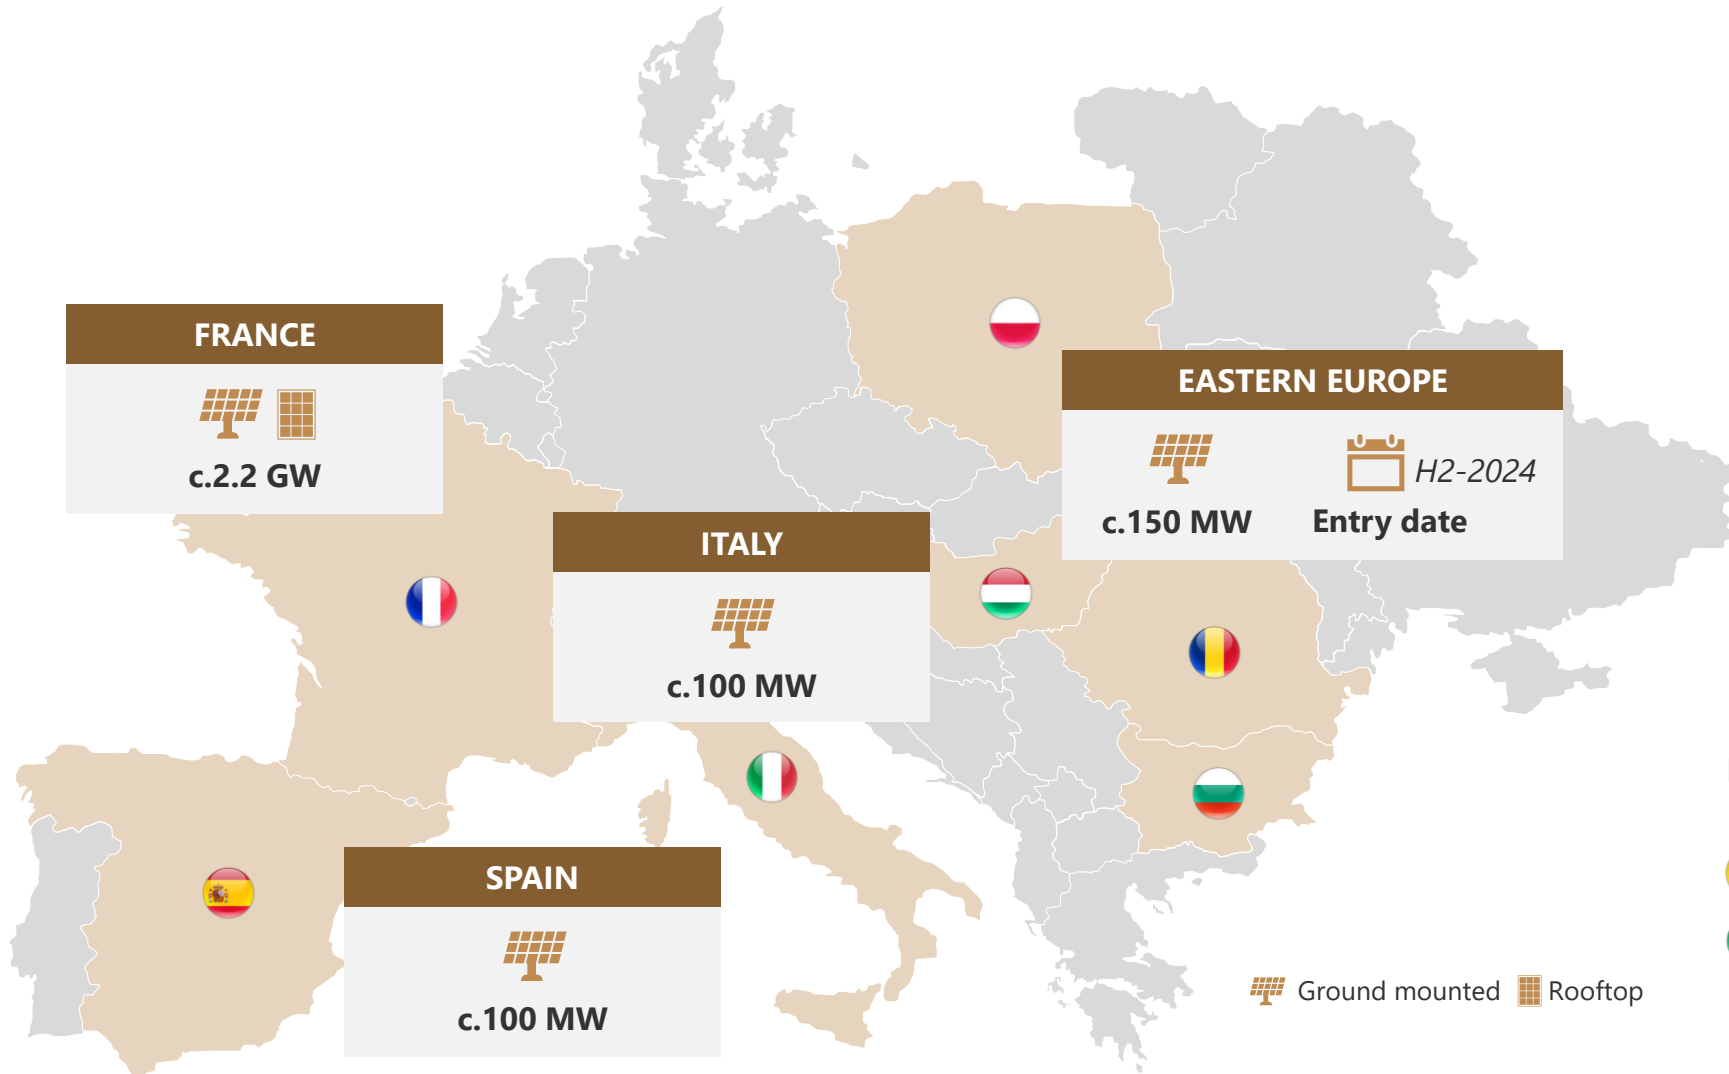 FRANCE
c.2.2 GW
EASTERN EUROPE
H2-2024
c.150 MW
Entry date
ITALY
c.100 MW
SPAIN
c.100 MW
Ground mounted
Rooftop